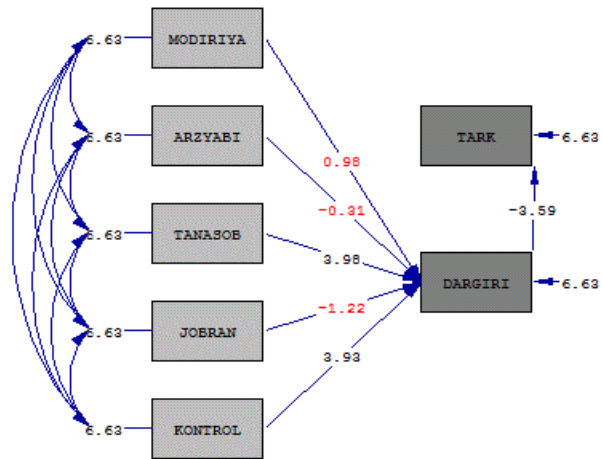 6.63 MODIRIYA
6.63 ARZYABI TARK 6.63
0.98
-0.31 -3.59
6.63 TANASOB
3.98
DARGIRI 6.63
-1.22
6.63 JOBRAN
3.93
6.63 KONTROL